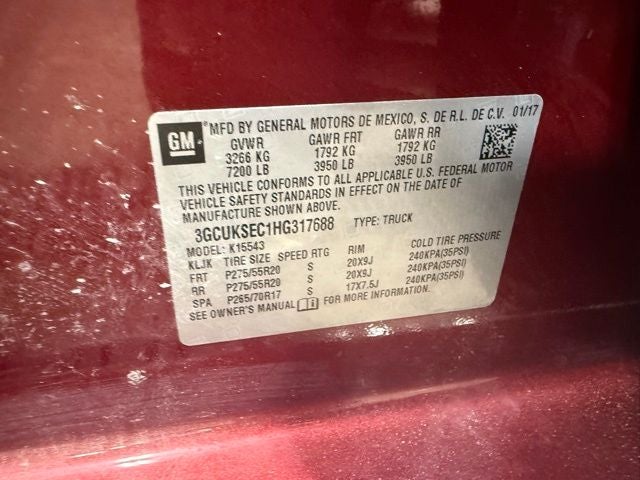 GM
MFD BY GENERAL MOTORS DE MEXICO, S. DE R.L. DE C.V. 01/17
GVWR GAWR FRT GAWR RR
3266 KG 1792 KG 1792 KG
7200 LB 3950 LB 3950 LB
THIS VEHICLE CONFORMS TO ALL APPLICABLE U.S. FEDERAL MOTOR
VEHICLE SAFETY STANDARDS IN EFFECT ON THE DATE OF
MANUFACTURE SHOWN ABOVE.
3GCUKSEC1HG317688 TYPE: TRUCK
MODEL: K15543
KLJK TIRE SIZE SPEED RTG RIM COLD TIRE PRESSURE
FRT P275/55R20 S 20X9J 240KPA(35PSI)
RR P275/55R20 S 20X9J 240KPA(35PSI)
SPA P265/70R17 S 17X7.5J 240KPA(35PSI)
SEE OWNER'S MANUAL FOR MORE INFORMATION.